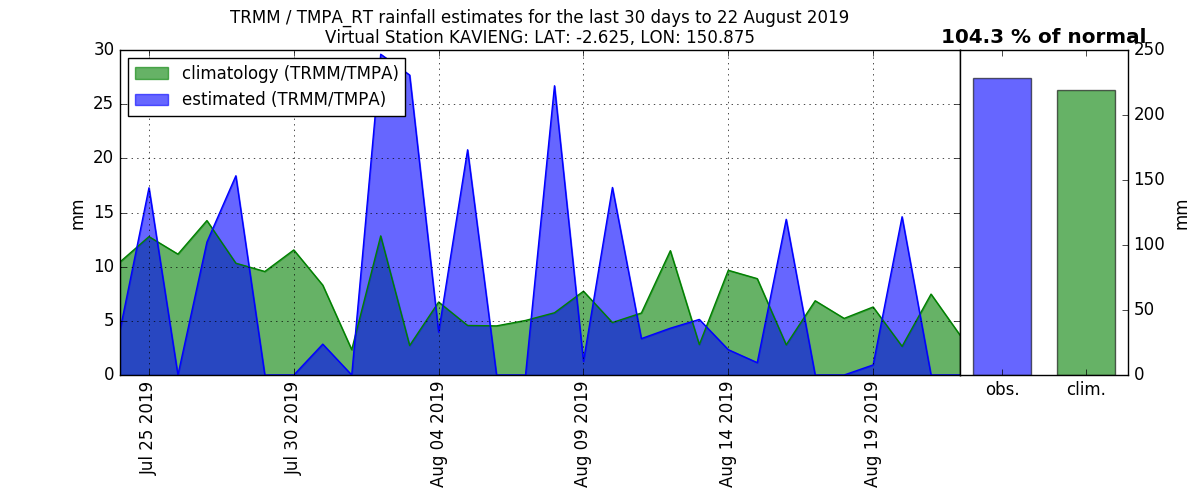 TRMM / TMPA_RT rainfall estimates for the last 30 days to 22 August 2019
Virtual Station KAVIENG: LAT: -2.625, LON: 150.875
104.3 % of normal
climatology (TRMM/TMPA)
estimated (TRMM/TMPA)
30
25
20
15
10
5
0
mm
Jul 25 2019
Jul 30 2019
Aug 04 2019
Aug 09 2019
Aug 14 2019
Aug 19 2019
250
200
150
100
50
0
mm
obs.
clim.